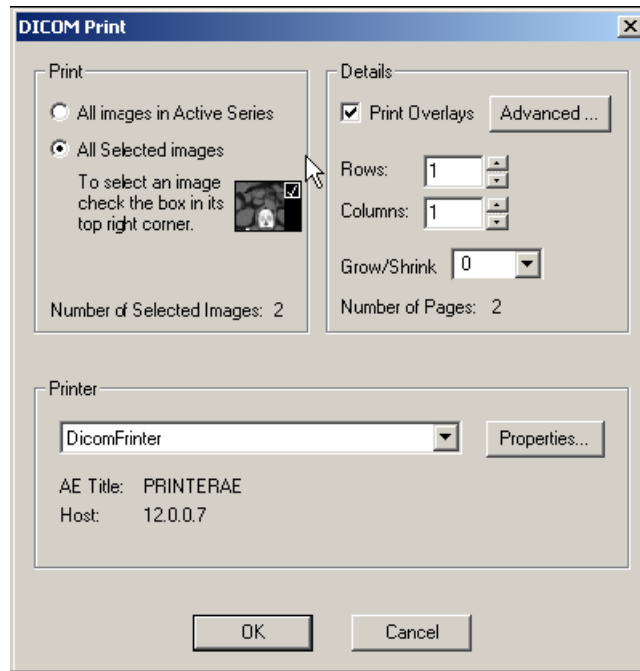 DICOM Print
Print
All images in Active Series
All Selected images
To select an image
check the box in its
top right corner.
Number of Selected Images: 2
Details
Print Overlays
Advanced ...
Rows: 1
Columns: 1
Grow/Shrink 0
Number of Pages: 2
Printer
DicomPrinter
Properties...
AE Title: PRINTERAE
Host: 12.0.0.7
OK
Cancel